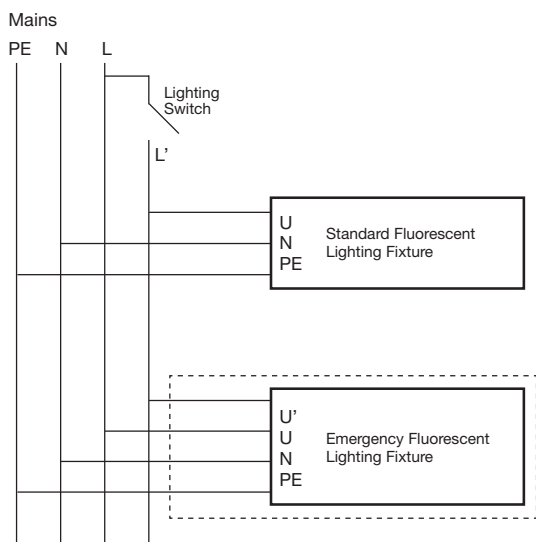 Mains
PE N L
Lighting
Switch
L'
U
N
PE
Standard Fluorescent
Lighting Fixture
U'
U
N
PE
Emergency Fluorescent
Lighting Fixture